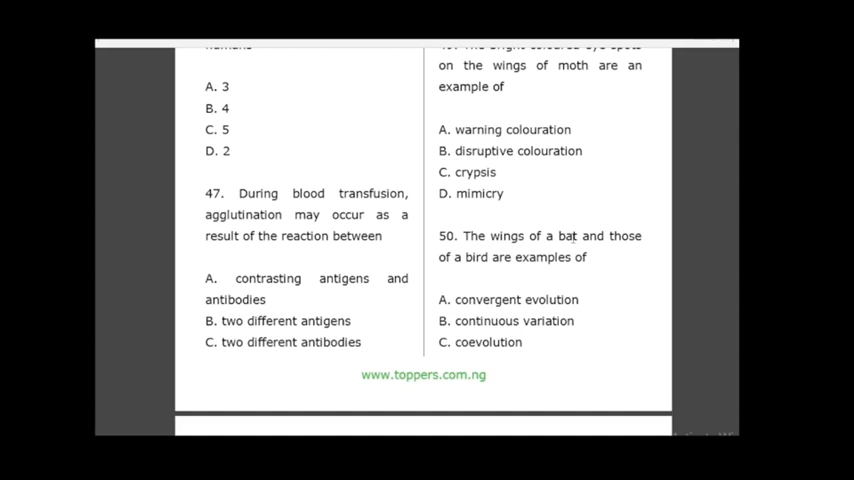 A. 3
B. 4
C. 5
D. 2
47. During blood transfusion,
agglutination may occur as a
result of the reaction between
A. contrasting antigens and
antibodies
B. two different antigens
C. two different antibodies
on the wings of moth are an
example of
A. warning colouration
B. disruptive colouration
C. crypsis
D. mimicry
50. The wings of a bat and those
of a bird are examples of
A. convergent evolution
B. continuous variation
C. coevolution
www.toppers.com.ng